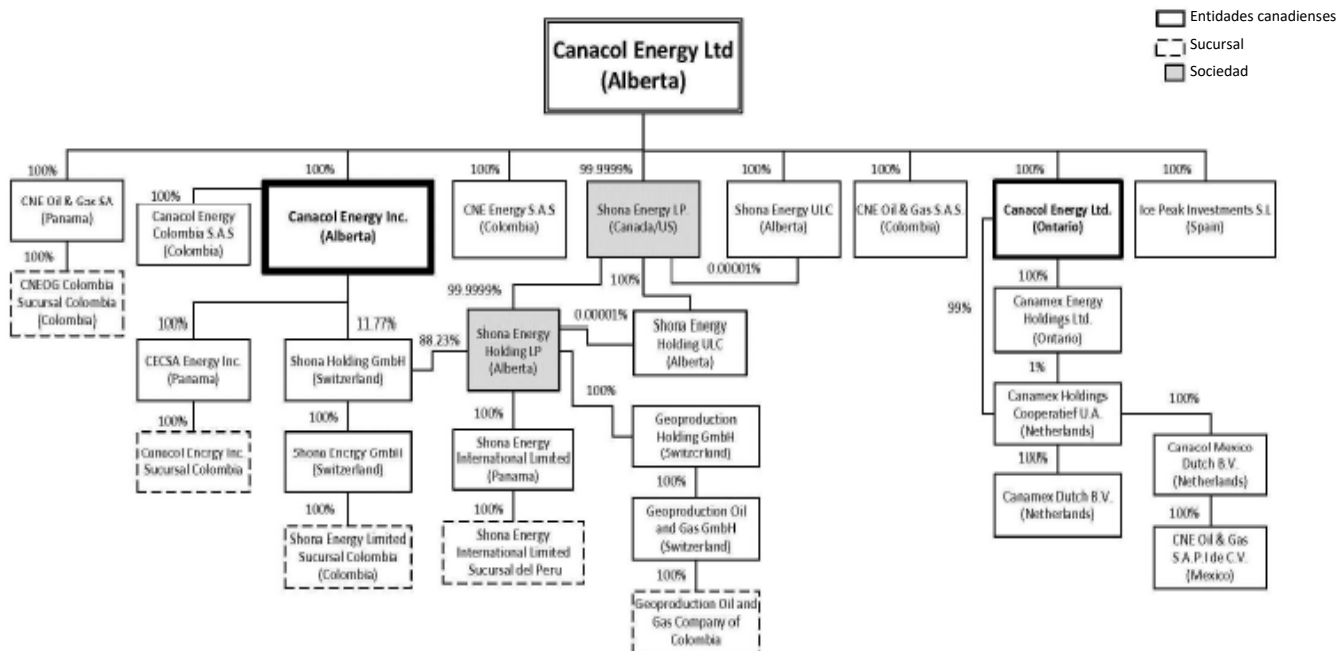 Entidades canadienses
Sucursal
Sociedad
Canacol Energy Ltd
(Alberta)
100%
100%
100%
99.9999%
100%
100%
100%
100%
CNE Oil & Gas SA
(Panama)
100%
Canacol Energy
Colombia S.A.S
(Colombia)
Canacol Energy Inc.
(Alberta)
CNE Energy S.A.S
(Colombia)
Shona Energy LP.
(Canada/US)
Shona Energy ULC
(Alberta)
CNE Oil & Gas S.A.S.
(Colombia)
Canacol Energy Ltd.
(Ontario)
Ice Peak Investments S.L
(Spain)
100%
CNEOG Colombia
Sucursal Colombia
(Colombia)
0.00001%
99.9999%
100%
100%
99%
Canamex Energy
Holdings Ltd.
(Ontario)
100%
11.77%
88.23%
0.00001%
CECSA Energy Inc.
(Panama)
Shona Holding GmbH
(Switzerland)
Shona Energy
Holding LP
(Alberta)
Shona Energy
Holding ULC
(Alberta)
1%
Canamex Holdings
Cooperatief U.A.
(Netherlands)
100%
100%
100%
100%
100%
100%
100%
Canacol Energy Inc.
Sucursal Colombia
Shona Energy GmbH
(Switzerland)
Shona Energy
International Limited
(Panama)
Geoproduction
Holding GmbH
(Switzerland)
Canacol Mexico
Dutch B.V.
(Netherlands)
Canamex Dutch B.V.
(Netherlands)
100%
100%
100%
100%
Shona Energy Limited
Sucursal Colombia
(Colombia)
Shona Energy
International Limited
Sucursal del Peru
Geoproduction Oil
and Gas GmbH
(Switzerland)
CNE Oil & Gas
S.A.P.I de C.V.
(Mexico)
100%
Geoproduction Oil and
Gas Company of
Colombia